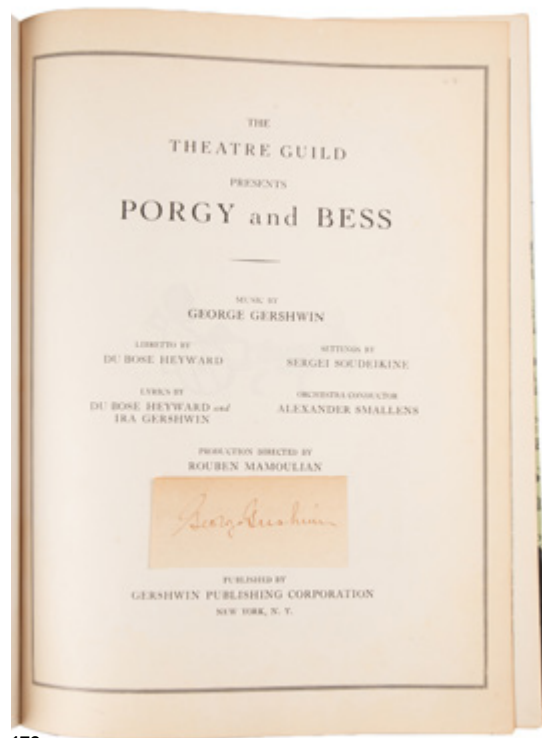 THE
THEATRE GUILD
PRESENTS
PORGY and BESS
MUSIC BY
GEORGE GERSHWIN
LIBRETTO BY
DU BOSE HEYWARD
SETTINGS BY
SERGEI SOUDEIKINE
LYRICS BY
DU BOSE HEYWARD and
IRA GERSHWIN
ORCHESTRA CONDUCTOR
ALEXANDER SMALLENS
PRODUCTION DIRECTED BY
ROUBEN MAMOULIAN
George Gershwin
PUBLISHED BY
GERSHWIN PUBLISHING CORPORATION
NEW YORK, N. Y.